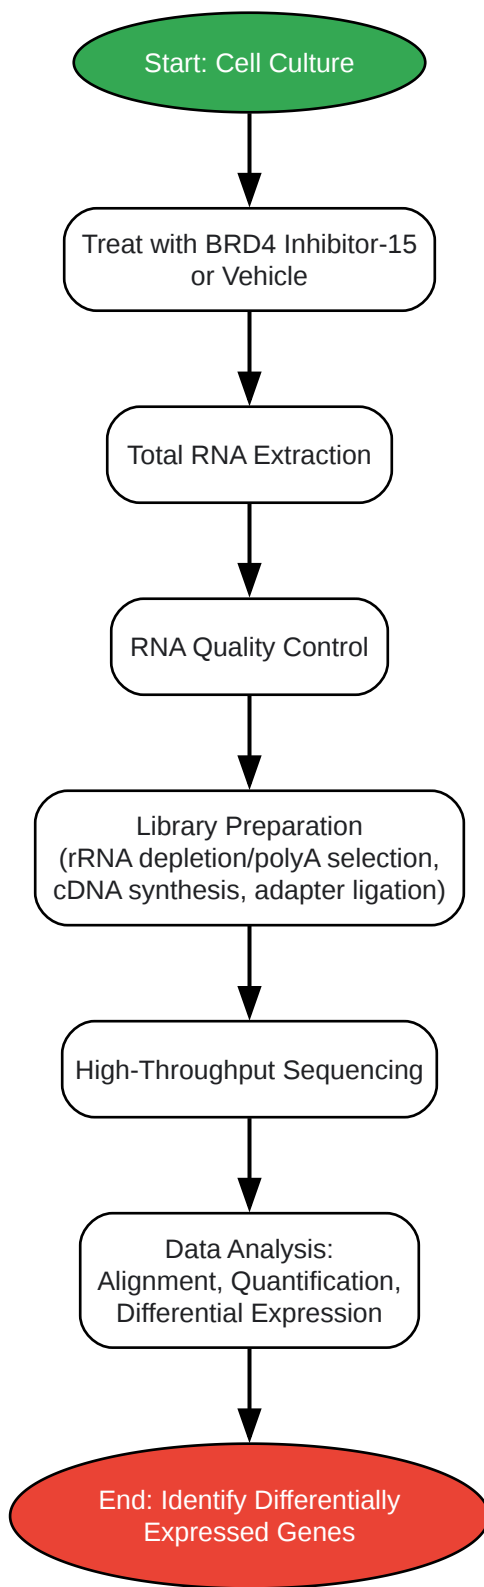 Start: Cell Culture
Treat with BRD4 Inhibitor-15
or Vehicle
Total RNA Extraction
RNA Quality Control
Library Preparation
(rRNA depletion/polyA selection,
cDNA synthesis, adapter ligation)
High-Throughput Sequencing
Data Analysis:
Alignment, Quantification,
Differential Expression
End: Identify Differentially
Expressed Genes